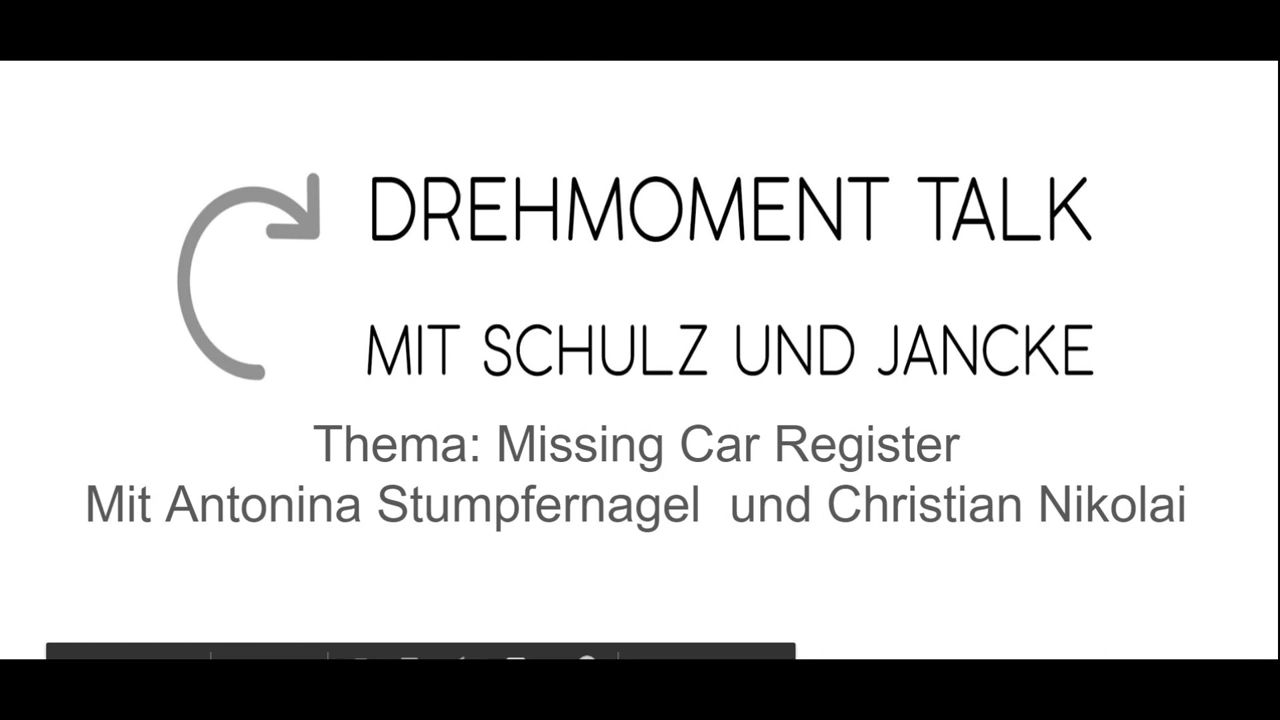 DREHMOMENT TALK
MIT SCHULZ UND JANCKE
Thema: Missing Car Register
Mit Antonina Stumpfernagel und Christian Nikolai